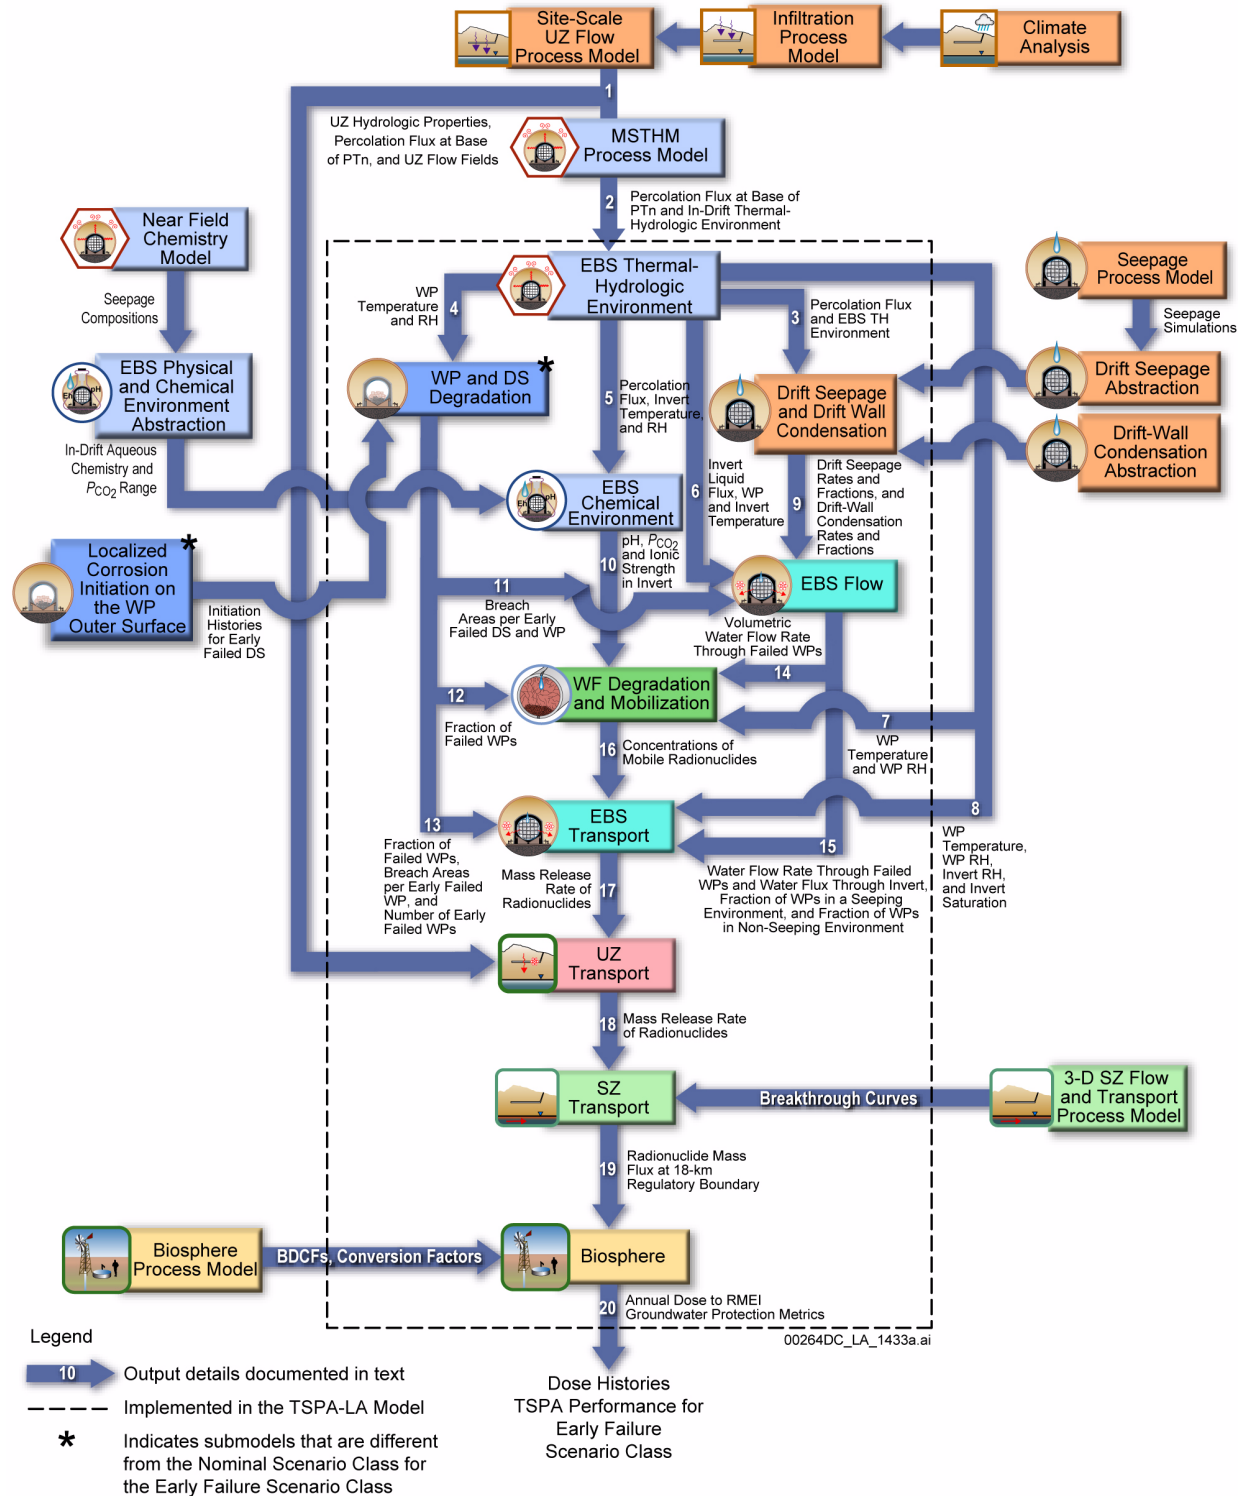 Site-Scale
UZ Flow
Process Model
Infiltration
Process
Model
Climate
Analysis
1
UZ Hydrologic Properties,
Percolation Flux at Base
of PTn, and UZ Flow Fields
MSTHM
Process Model
2
Percolation Flux at Base of
PTn and In-Drift Thermal-
Hydrologic Environment
Near Field
Chemistry
Model
Seepage
Compositions
EBS Thermal-
Hydrologic
Environment
Seepage
Process Model
Seepage
Simulations
WP
Temperature
and RH
4
3
Percolation Flux
and EBS TH
Environment
EBS Physical
and Chemical
Environment
Abstraction
Eh
pH
WP and DS
Degradation
*
5
Percolation
Flux, Invert
Temperature,
and RH
Drift Seepage
and Drift Wall
Condensation
Drift Seepage
Abstraction
Drift-Wall
Condensation
Abstraction
In-Drift Aqueous
Chemistry and
PCO2 Range
EBS
Chemical
Environment
Eh
pH
6
Invert
Liquid
Flux, WP
and Invert
Temperature
9
Drift Seepage
Rates and
Fractions, and
Drift-Wall
Condensation
Rates and
Fractions
Localized
Corrosion
Initiation on
the WP
Outer Surface
*
Initiation
Histories
for Early
Failed DS
10
pH, PCO2
and Ionic
Strength
in Invert
11
Breach
Areas per Early
Failed DS and WP
EBS Flow
Volumetric
Water Flow Rate
Through Failed WPs
14
12
Fraction of
Failed WPs
WF Degradation
and Mobilization
7
WP
Temperature
and WP RH
16
Concentrations of
Mobile Radionuclides
13
Fraction of
Failed WPs,
Breach Areas
per Early Failed
WP, and
Number of Early
Failed WPs
EBS
Transport
8
WP
Temperature,
WP RH,
Invert RH,
and Invert
Saturation
15
Water Flow Rate Through Failed
WPs and Water Flux Through Invert,
Fraction of WPs in a Seeping
Environment, and Fraction of WPs
in Non-Seeping Environment
Mass Release
Rate of
Radionuclides
17
UZ
Transport
18
Mass Release Rate
of Radionuclides
SZ
Transport
Breakthrough Curves
3-D SZ Flow
and Transport
Process Model
19
Radionuclide Mass
Flux at 18-km
Regulatory Boundary
Biosphere
Process Model
BDCFs, Conversion Factors
Biosphere
20
Annual Dose to RMEI
Groundwater Protection Metrics
00264DC_LA_1433a.ai
Dose Histories
TSPA Performance for
Early Failure
Scenario Class
Legend
10
Output details documented in text
Implemented in the TSPA-LA Model
*
Indicates submodels that are different
from the Nominal Scenario Class for
the Early Failure Scenario Class